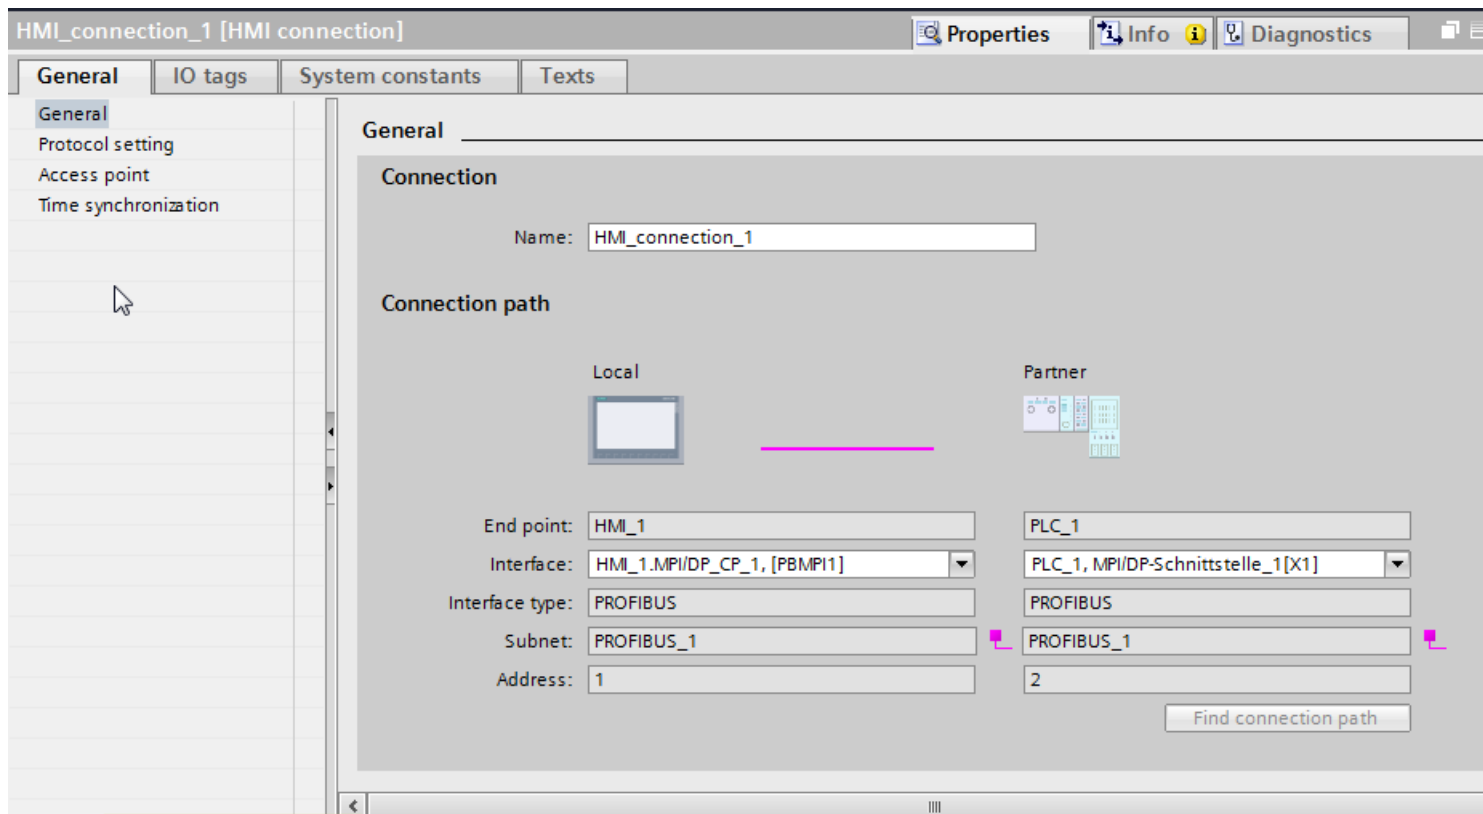 HMI_connection_1 [HMI connection]
Properties
Info
Diagnostics
General
IO tags
System constants
Texts
General
Protocol setting
Access point
Time synchronization
General
Connection
Name: HMI_connection_1
Connection path
Local Partner
End point: HMI_1 PLC_1
Interface: HMI_1.MPI/DP_CP_1, [PBMPI1] PLC_1, MPI/DP-Schnittstelle_1[X1]
Interface type: PROFIBUS PROFIBUS
Subnet: PROFIBUS_1 PROFIBUS_1
Address: 1 2
Find connection path